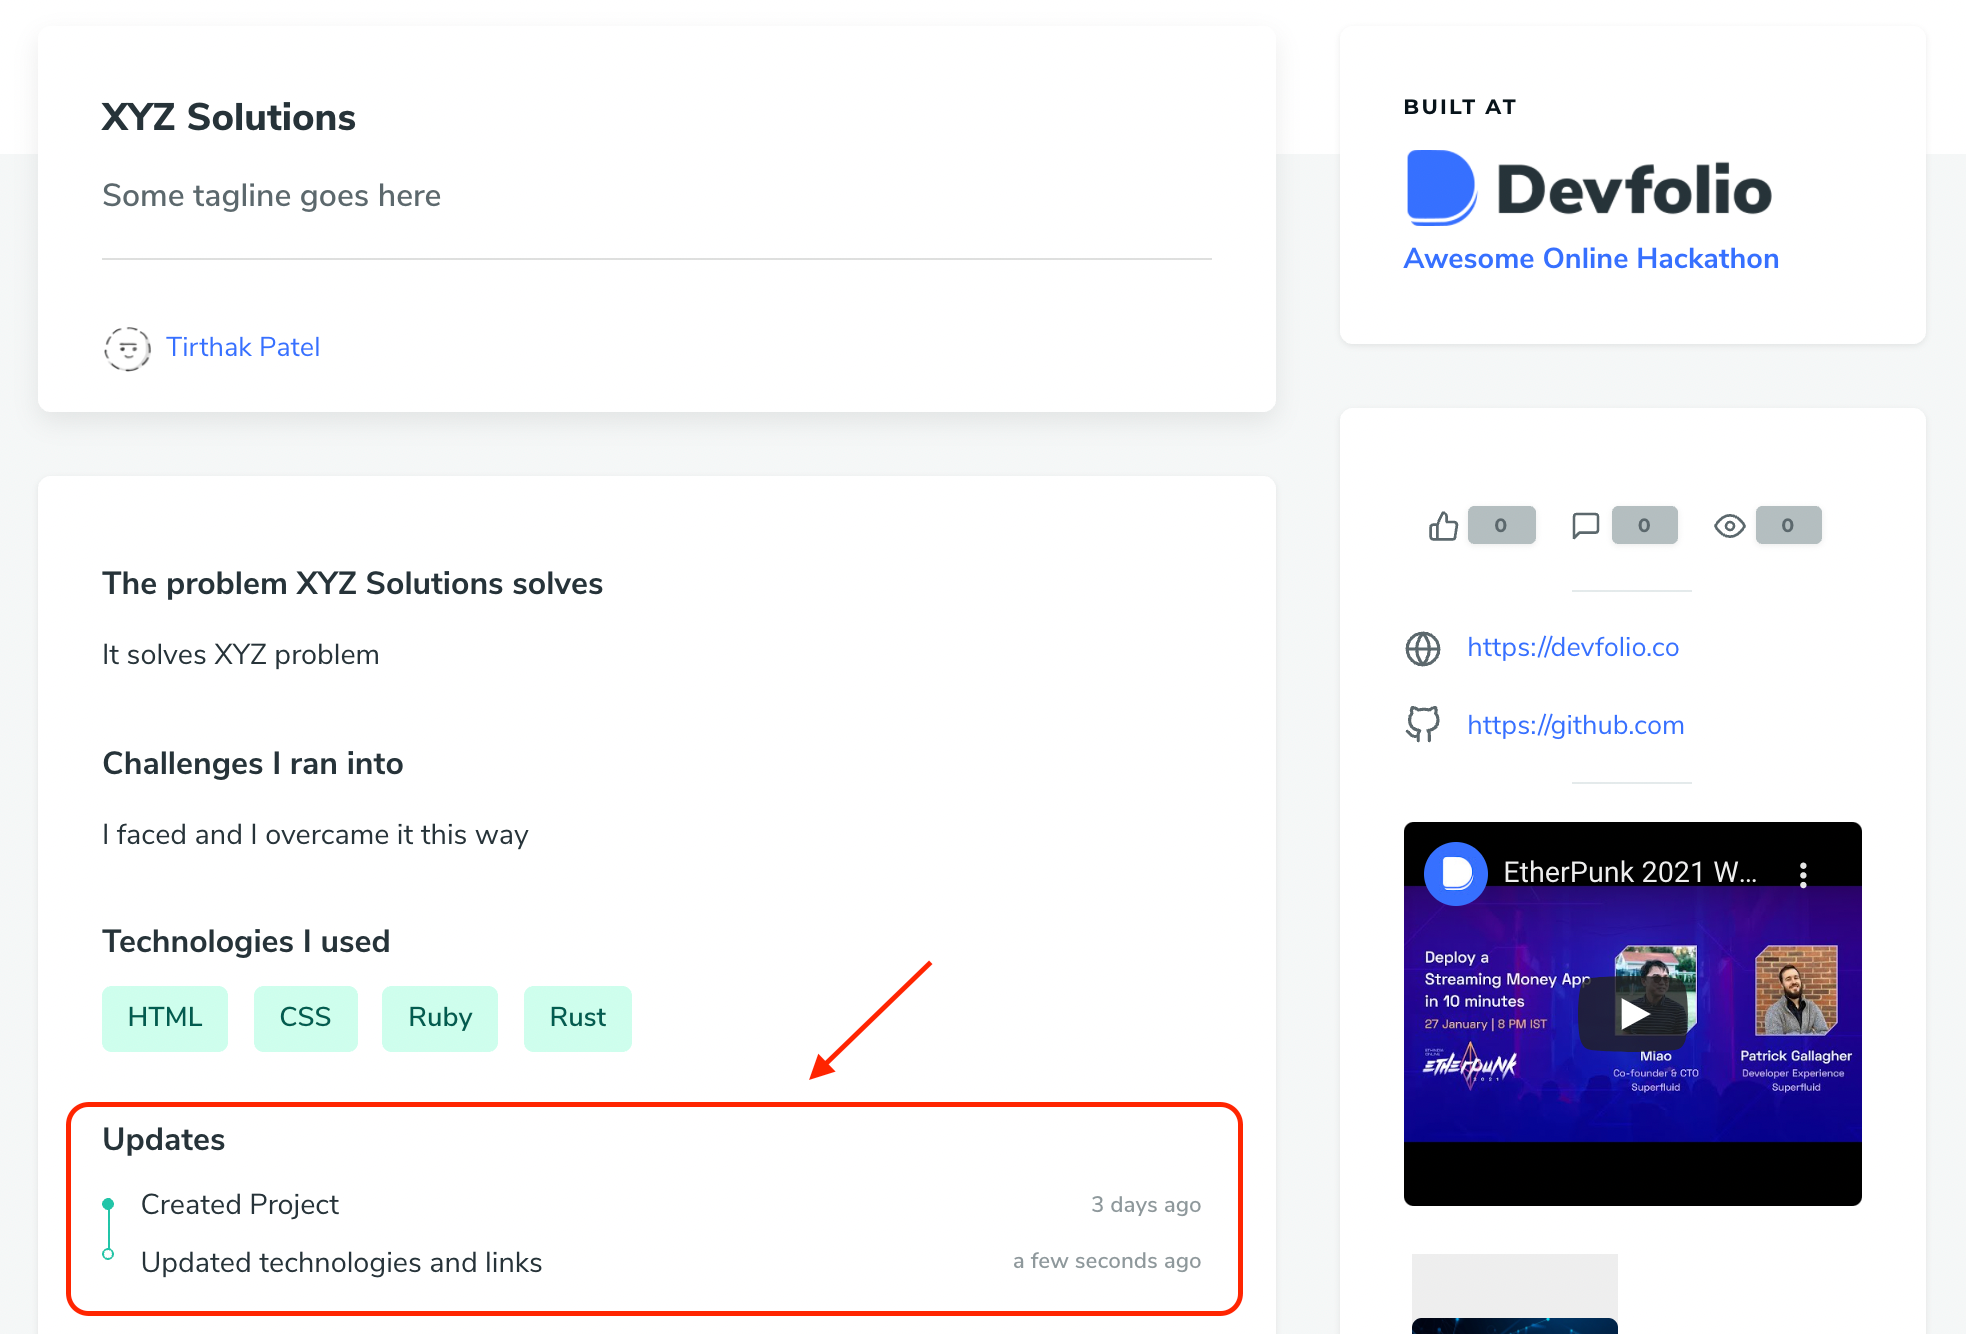 XYZ Solutions
Some tagline goes here
Tirthak Patel
The problem XYZ Solutions solves
It solves XYZ problem
Challenges I ran into
I faced and I overcame it this way
Technologies I used
HTML CSS Ruby Rust
Updates
Created Project 3 days ago
Updated technologies and links a few seconds ago
BUILT AT
Devfolio
Awesome Online Hackathon
0 0 0
https://devfolio.co
https://github.com
EtherPunk 2021 W...
Deploy a
Streaming Money App
in 10 minutes
27 January | 8 PM IST
ETHERPUNK
2021
Miao
Co-founder & CTO
Superfluid
Patrick Gallagher
Developer Experience
Superfluid